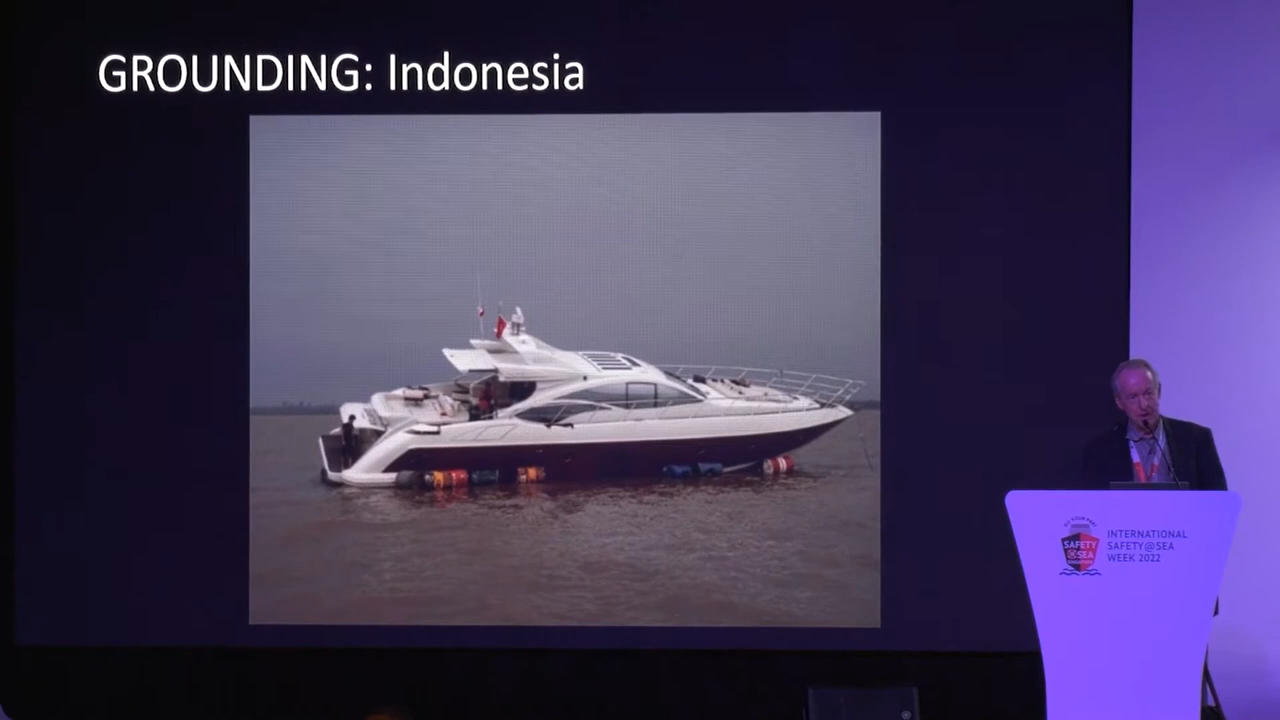 GROUNDING: Indonesia
SAFETY
@SEA
INTERNATIONAL
SAFETY@SEA
WEEK 2022